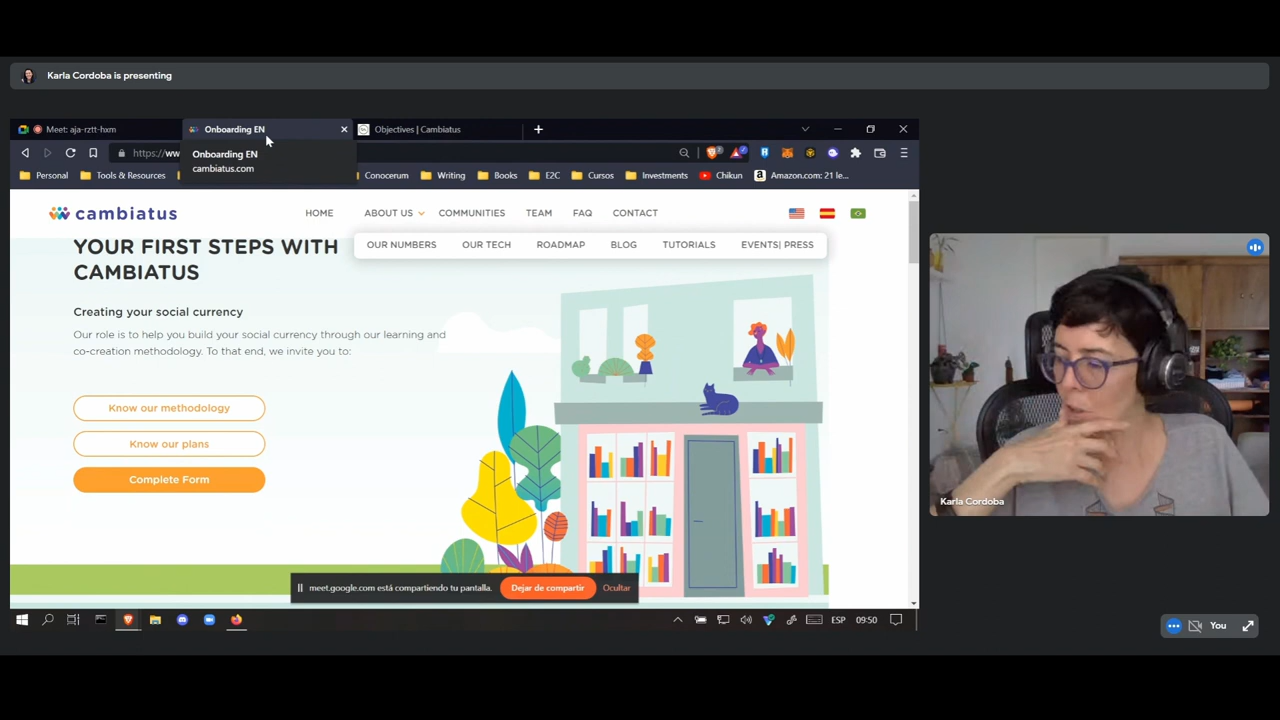 Karla Cordoba is presenting
Meet: aja-rztt-hxm
Onboarding EN
Objectives | Cambiatus
https://ww
Onboarding EN
cambiatus.com
Personal
Tools & Resources
Conocerum
Writing
Books
E2C
Cursos
Investments
Chikun
Amazon.com: 21 le...
cambiatus
HOME
ABOUT US
COMMUNITIES
TEAM
FAQ
CONTACT
OUR NUMBERS
OUR TECH
ROADMAP
BLOG
TUTORIALS
EVENTS| PRESS
YOUR FIRST STEPS WITH
CAMBIATUS
Creating your social currency
Our role is to help you build your social currency through our learning and
co-creation methodology. To that end, we invite you to:
Know our methodology
Know our plans
Complete Form
meet.google.com está compartiendo tu pantalla.
Dejar de compartir
Ocultar
ESP
09:50
Karla Cordoba
You